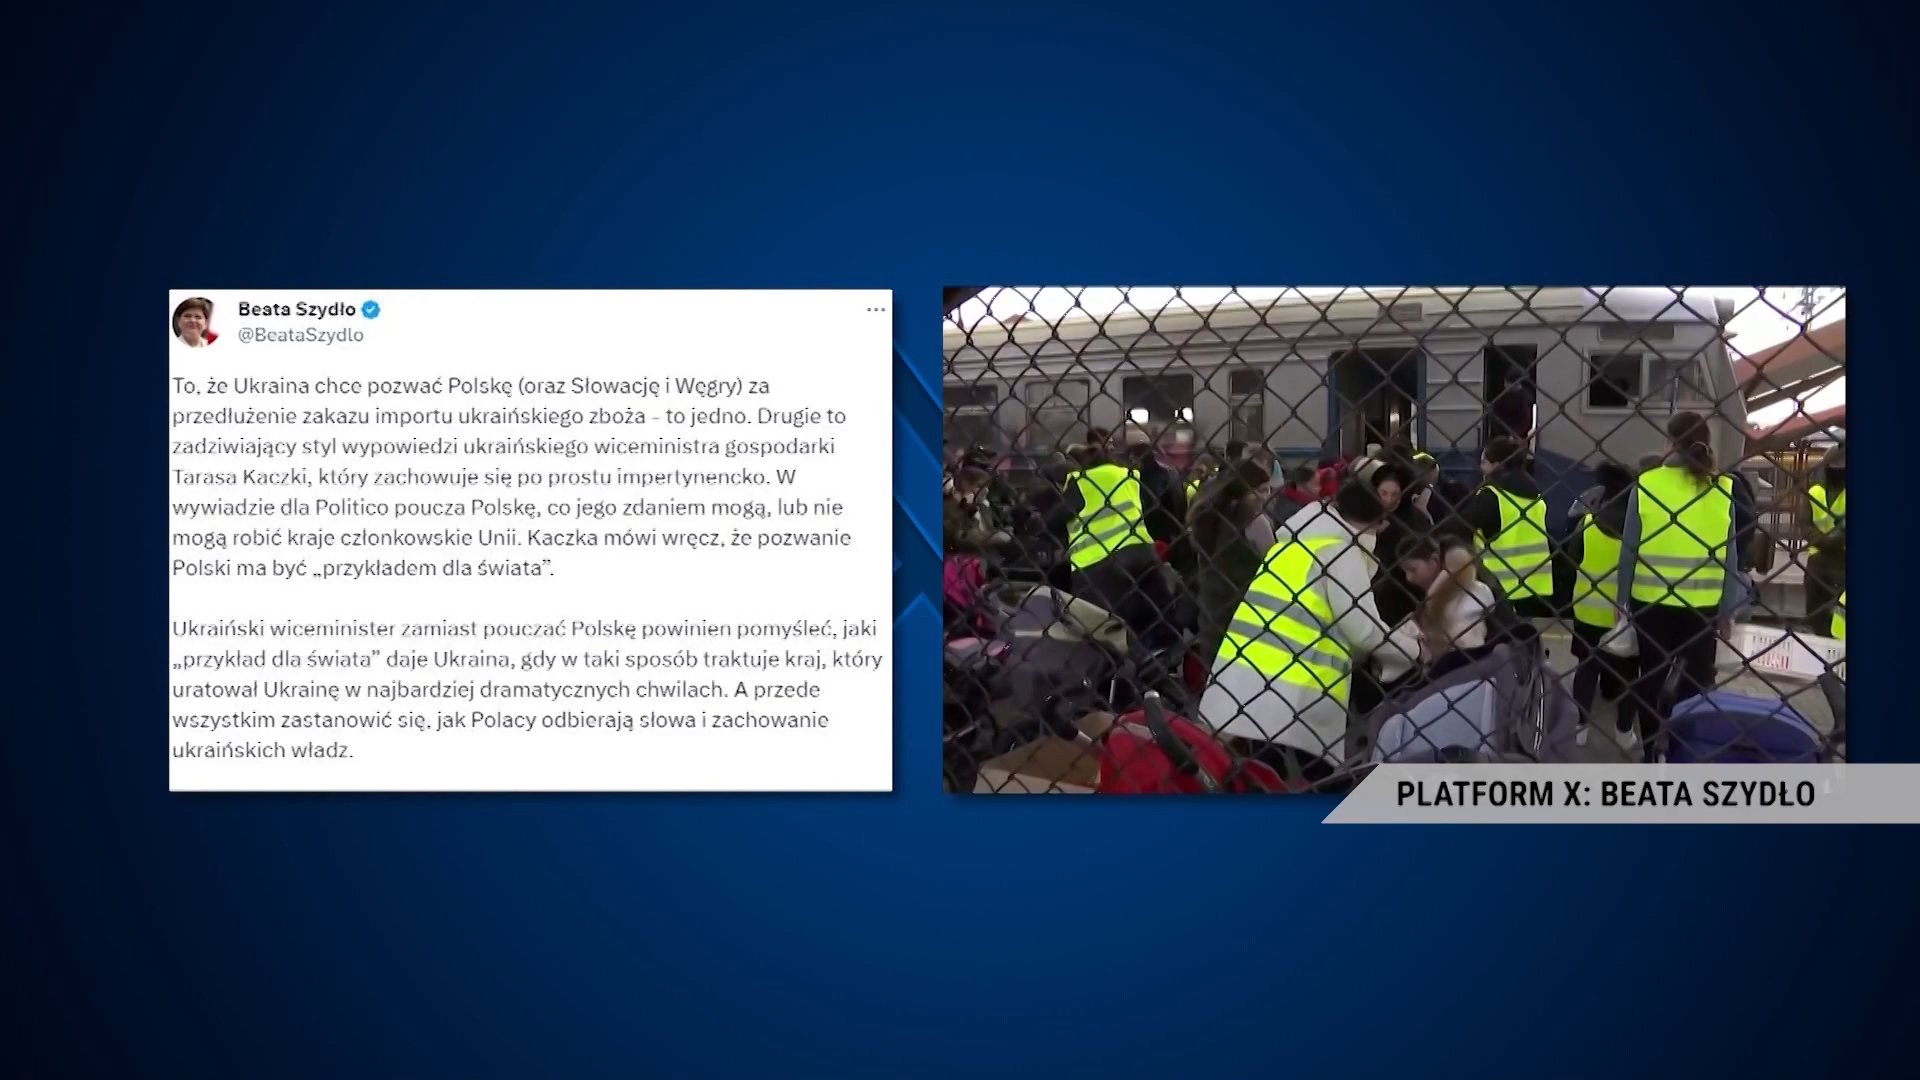 Beata Szydło
@BeataSzydlo
To, że Ukraina chce pozwać Polskę (oraz Słowację i Węgry) za
przedłużenie zakazu importu ukraińskiego zboża - to jedno. Drugie to
zadziwiający styl wypowiedzi ukraińskiego wiceministra gospodarki
Tarasa Kaczki, który zachowuje się po prostu impertynencko. W
wywiadzie dla Politico poucza Polskę, co jego zdaniem mogą, lub nie
mogą robić kraje członkowskie Unii. Kaczka mówi wręcz, że pozwanie
Polski ma być „przykładem dla świata”.
Ukraiński wiceminister zamiast pouczać Polskę powinien pomyśleć, jaki
„przykład dla świata” daje Ukraina, gdy w taki sposób traktuje kraj, który
uratował Ukrainę w najbardziej dramatycznych chwilach. A przede
wszystkim zastanowić się, jak Polacy odbierają słowa i zachowanie
ukraińskich władz.
PLATFORM X: BEATA SZYDŁO